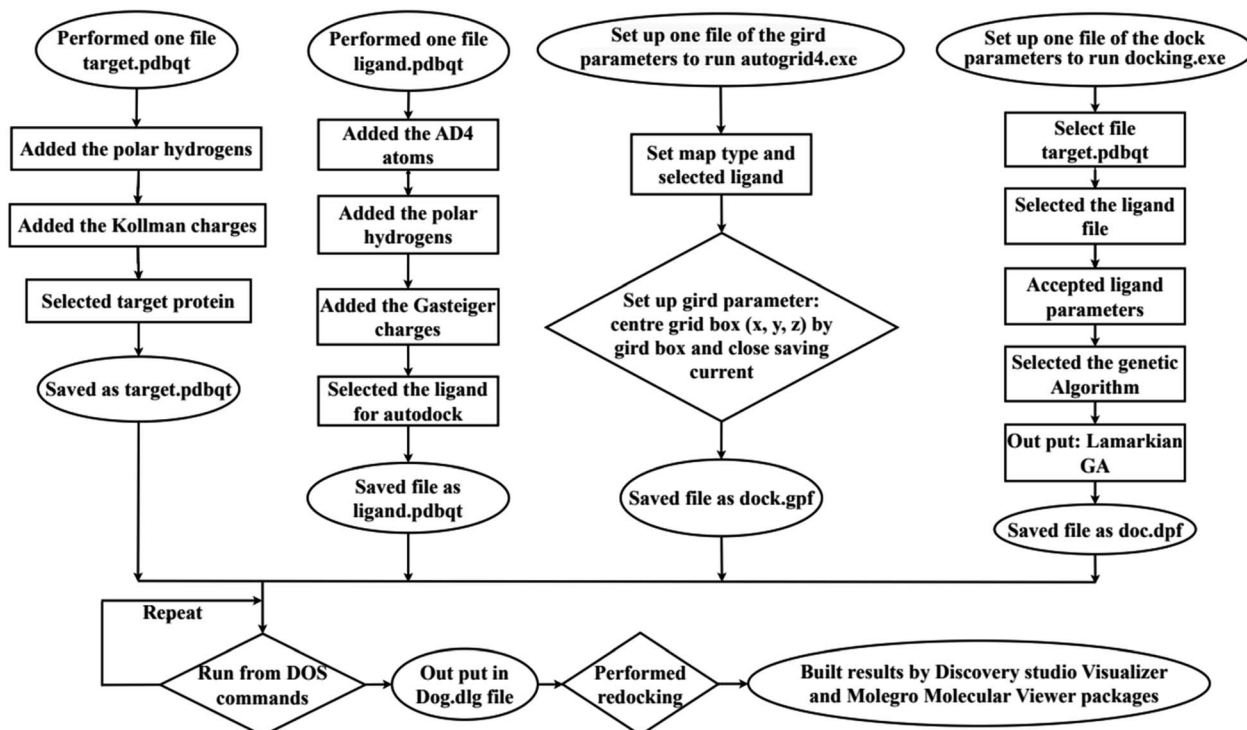 Performed one file
target.pdbqt
Added the polar hydrogens
Added the Kollman charges
Selected target protein
Saved as target.pdbqt
Performed one file
ligand.pdbqt
Added the AD4
atoms
Added the polar
hydrogens
Added the Gasteiger
charges
Selected the ligand
for autodock
Saved file as
ligand.pdbqt
Set up one file of the gird
parameters to run autogrid4.exe
Set map type and
selected ligand
Set up gird parameter:
centre grid box (x, y, z) by
gird box and close saving
current
Saved file as dock.gpf
Set up one file of the dock
parameters to run docking.exe
Select file
target.pdbqt
Selected the ligand
file
Accepted ligand
parameters
Selected the genetic
Algorithm
Out put: Lamarkian
GA
Saved file as doc.dpf
Repeat
Run from DOS
commands
Out put in
Dog.dlg file
Performed
redocking
Built results by Discovery studio Visualizer
and Molegro Molecular Viewer packages